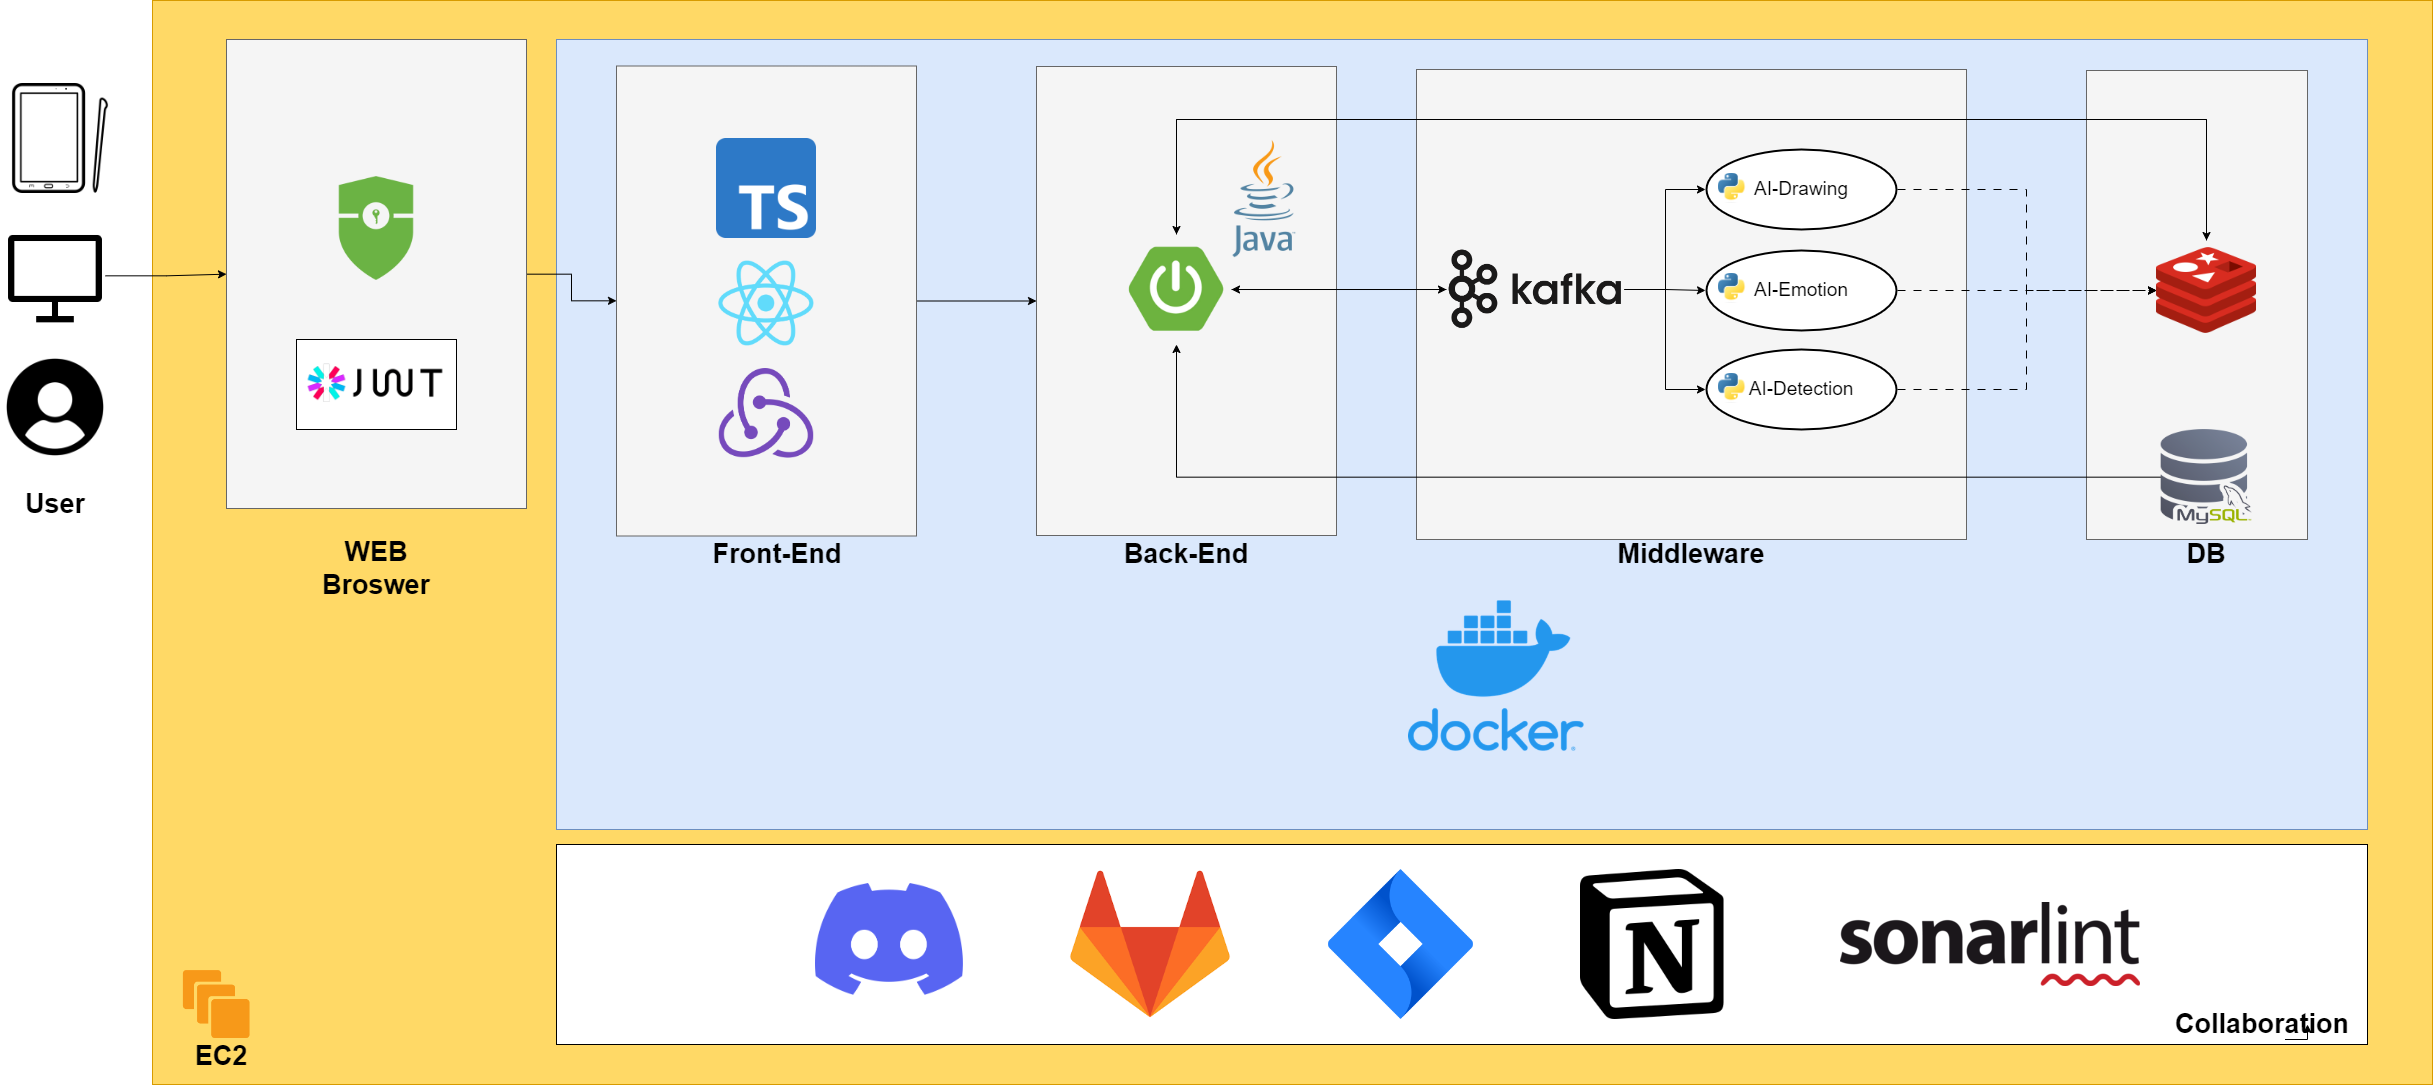 User
JWT
WEB
Broswer
TS
Front-End
Java
Back-End
kafka
AI-Drawing
AI-Emotion
AI-Detection
Middleware
MySQL
DB
docker
N
sonarlint
Collaboration
EC2